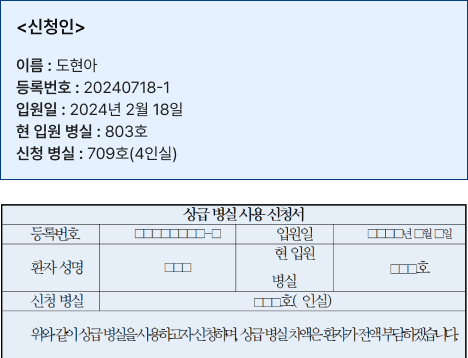 <신청인>
이름 : 도현아
등록번호 : 20240718-1
입원일 : 2024년 2월 18일
현 입원 병실 : 803호
신청 병실 : 709호(4인실)
상급 병실 사용 신청서
등록번호 □□□□□□□□-□ 입원일 □□□□년 □월 □일
환자 성명 □□□ 현 입원 병실 □□□호
신청 병실 □□□호( 인실)
위와 같이 상급 병실을 사용하고자 신청하며, 상급 병실 차액은 환자가 전액 부담하겠습니다.